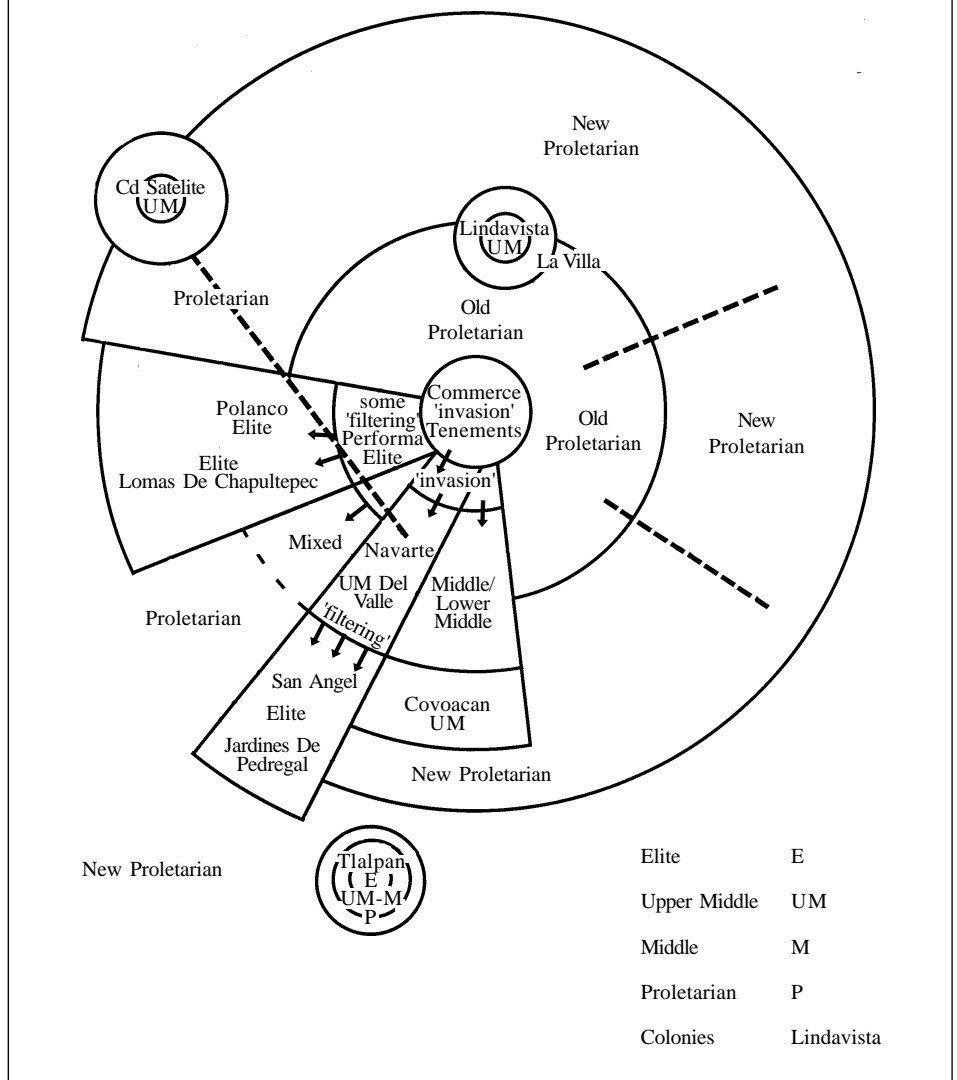 New
Proletarian
Cd Satelite
UM
Lindavista
UM
La Villa
Proletarian
Old
Proletarian
Commerce
'invasion'
Tenements
some
'filtering'
Performa
Elite
Polanco
Elite
Elite
Lomas De Chapultepec
Old
Proletarian
New
Proletarian
'invasion'
Mixed
Navarte
UM Del
Valle
'filtering'
Middle/
Lower
Middle
Proletarian
San Angel
Elite
Jardines De
Pedregal
Covoacan
UM
New Proletarian
New Proletarian
Tlalpan
E
UM-M
P
Elite E
Upper Middle UM
Middle M
Proletarian P
Colonies Lindavista